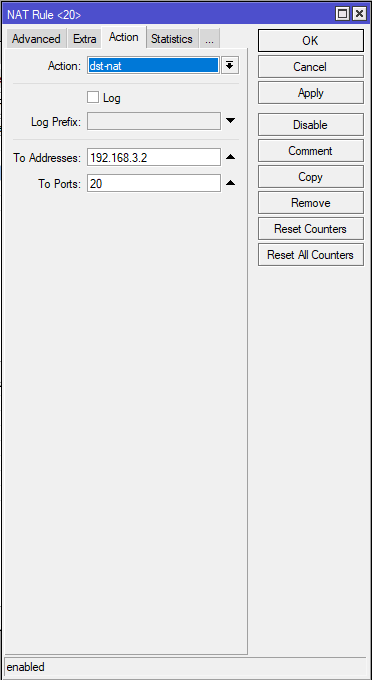 NAT Rule <20>
Advanced Extra Action Statistics ...
OK
Action: dst-nat
Cancel
Log
Apply
Log Prefix:
Disable
To Addresses: 192.168.3.2
Comment
To Ports: 20
Copy
Remove
Reset Counters
Reset All Counters
enabled